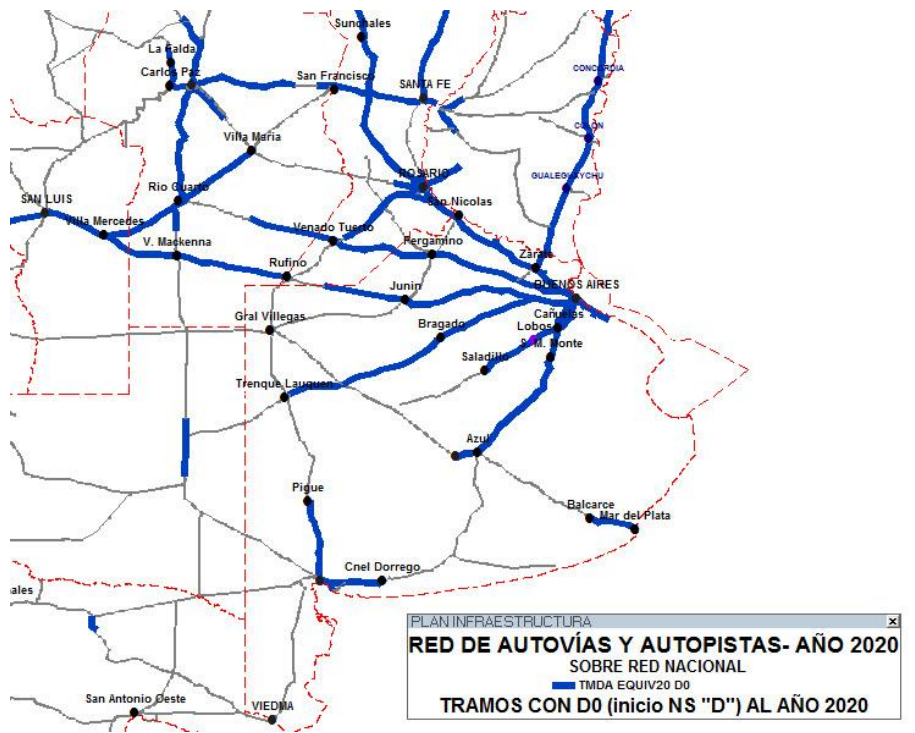 Sunchales
La Falda
Carlos Paz
San Francisco
SANTA FE
CONCORDIA
Villa Maria
COLON
ROSARIO
GUALEGUAYCHU
Rio Cuarto
SAN LUIS
San Nicolas
Villa Mercedes
Venado Tuerto
V. Mackenna
Pergamino
Zarate
Rufino
Junin
BUENOS AIRES
Gral Villegas
Bragado
Cañuelas
Lobos
S. M. Monte
Saladillo
Trenque Lauquen
Azul
Pigue
Balcarce
Mar del Plata
Cnel Dorrego
ales
San Antonio Oeste
VIEDMA
PLAN INFRAESTRUCTURA
RED DE AUTOVÍAS Y AUTOPISTAS- AÑO 2020
SOBRE RED NACIONAL
TMDA EQUIV20 D0
TRAMOS CON D0 (inicio NS "D") AL AÑO 2020